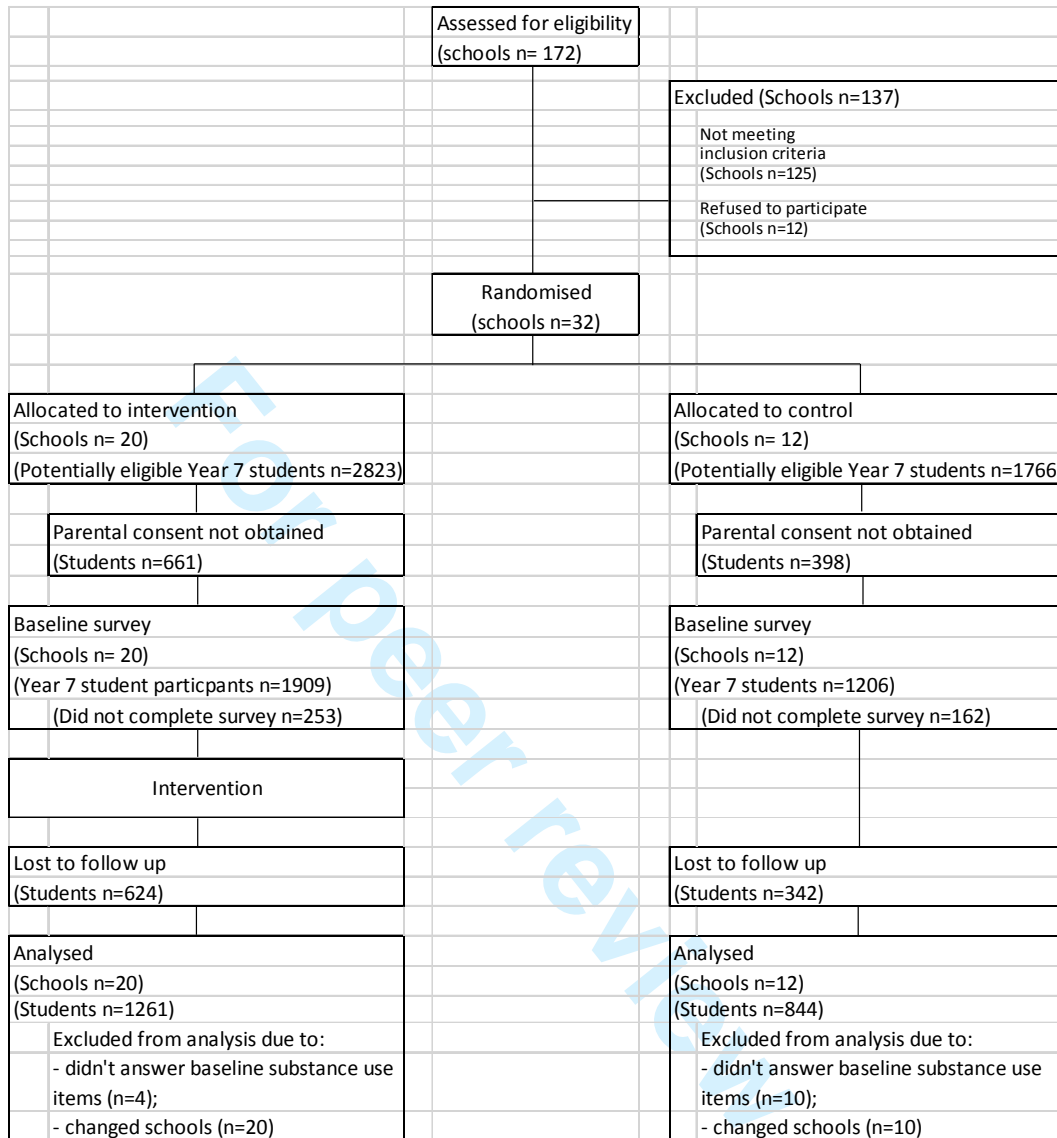 Assessed for eligibility
(schools n= 172)
Excluded (Schools n=137)
Not meeting
inclusion criteria
(Schools n=125)
Refused to participate
(Schools n=12)
Randomised
(schools n=32)
Allocated to intervention
(Schools n= 20)
(Potentially eligible Year 7 students n=2823)
Allocated to control
(Schools n= 12)
(Potentially eligible Year 7 students n=1766
Parental consent not obtained
(Students n=661)
Parental consent not obtained
(Students n=398)
Baseline survey
(Schools n= 20)
(Year 7 student particpants n=1909)
(Did not complete survey n=253)
Baseline survey
(Schools n=12)
(Year 7 students n=1206)
(Did not complete survey n=162)
Intervention
Lost to follow up
(Students n=624)
Lost to follow up
(Students n=342)
Analysed
(Schools n=20)
(Students n=1261)
Excluded from analysis due to:
- didn't answer baseline substance use
items (n=4);
- changed schools (n=20)
Analysed
(Schools n=12)
(Students n=844)
Excluded from analysis due to:
- didn't answer baseline substance use
items (n=10);
- changed schools (n=10)
For peer review